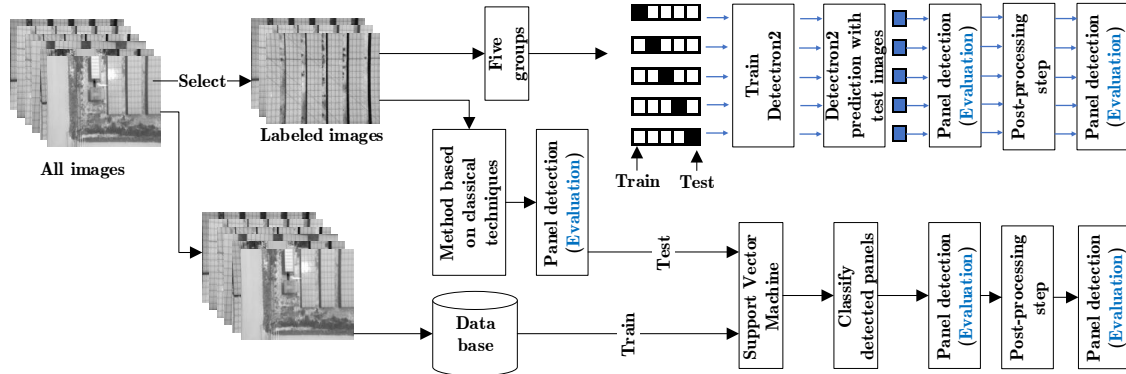 All images
Select
Labeled images
Five
groups
Train
Test
Train
Detectron2
Detectron2
prediction with
test images
Panel detection
(Evaluation)
Post-processing
step
Panel detection
(Evaluation)
Method based
on classical
techniques
Panel detection
(Evaluation)
Test
Data
base
Train
Support Vector
Machine
Classify
detected panels
Panel detection
(Evaluation)
Post-processing
step
Panel detection
(Evaluation)